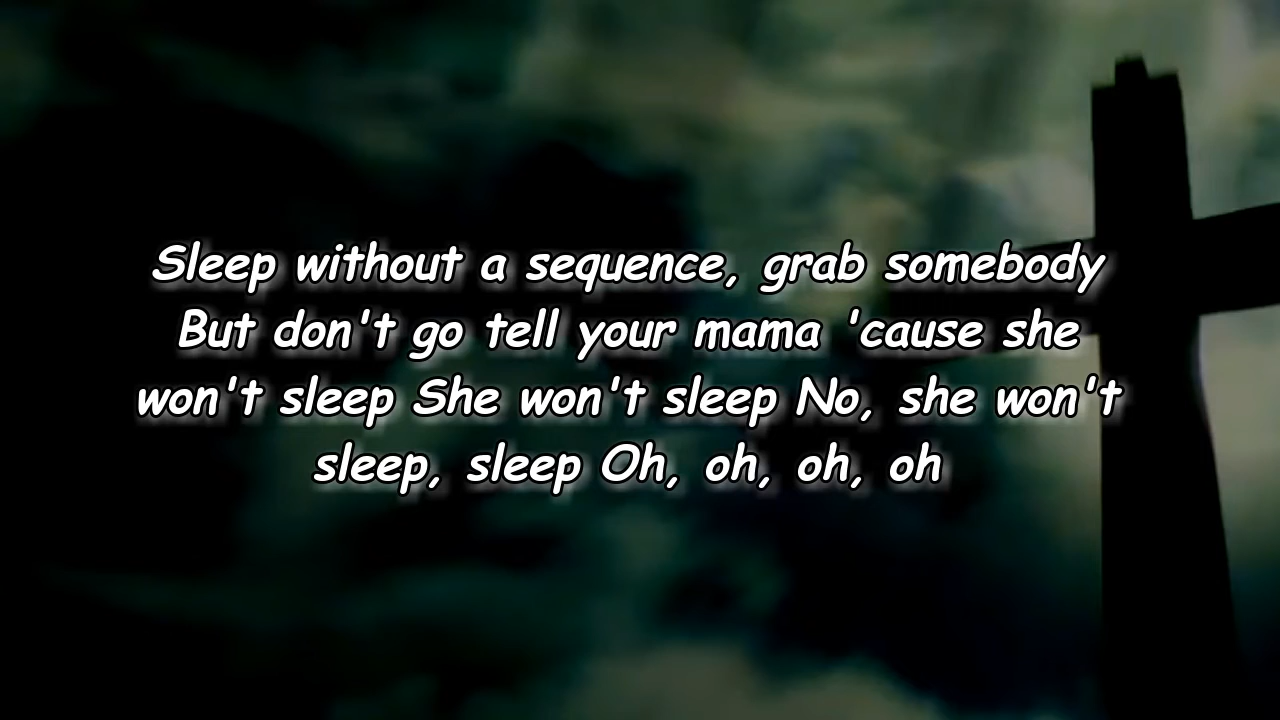 Sleep without a sequence, grab somebody
But don't go tell your mama 'cause she
won't sleep She won't sleep No, she won't
sleep, sleep Oh, oh, oh, oh